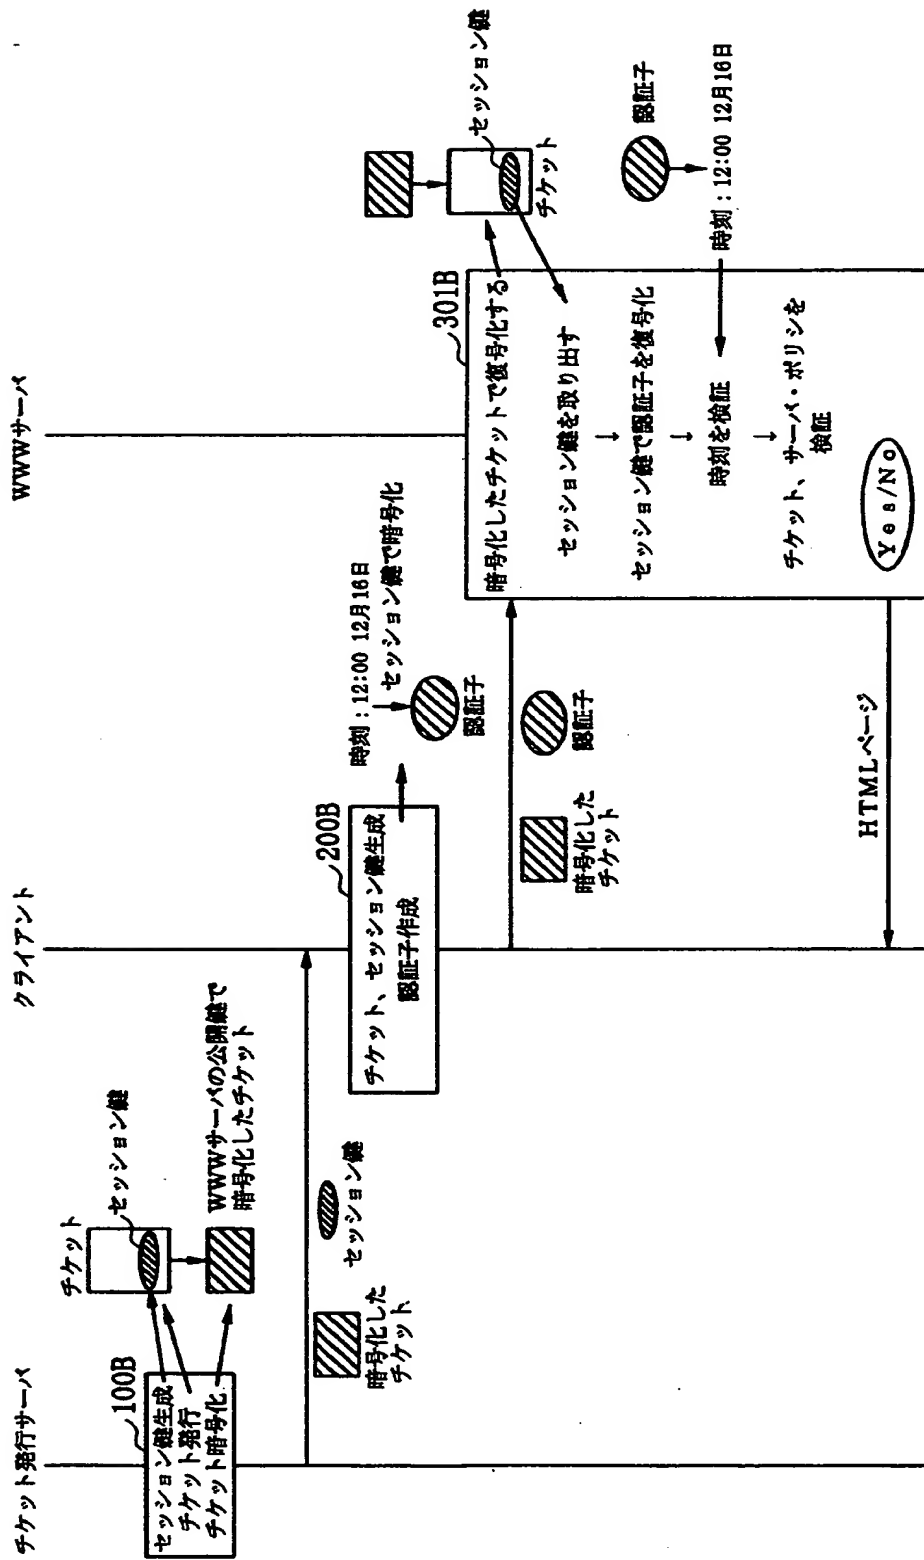 チケット発行サーバ
クライアント
WWWサーバ
100B
セッション鍵生成
チケット発行
チケット暗号化
チケット
セッション鍵
WWWサーバの公開鍵で
暗号化したチケット
暗号化した
チケット
セッション鍵
200B
チケット、セッション鍵生成
認証子作成
時刻:12:00 12月16日
セッション鍵で暗号化
認証子
暗号化した
チケット
認証子
301B
暗号化したチケットで復号化する
セッション鍵を取り出す
セッション鍵で認証子を復号化
時刻を検証
チケット、サーバ・ポリシを
検証
Yes/No
セッション鍵
チケット
認証子
時刻:12:00 12月16日
HTMLページ